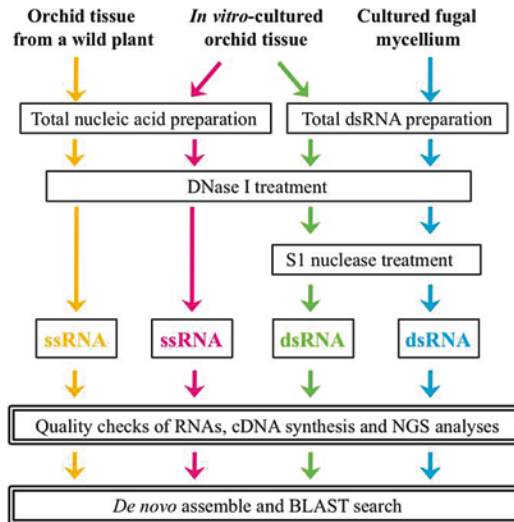 Orchid tissue
from a wild plant
In vitro-cultured
orchid tissue
Cultured fugal
mycellium
Total nucleic acid preparation
Total dsRNA preparation
DNase I treatment
S1 nuclease treatment
ssRNA
ssRNA
dsRNA
dsRNA
Quality checks of RNAs, cDNA synthesis and NGS analyses
De novo assemble and BLAST search